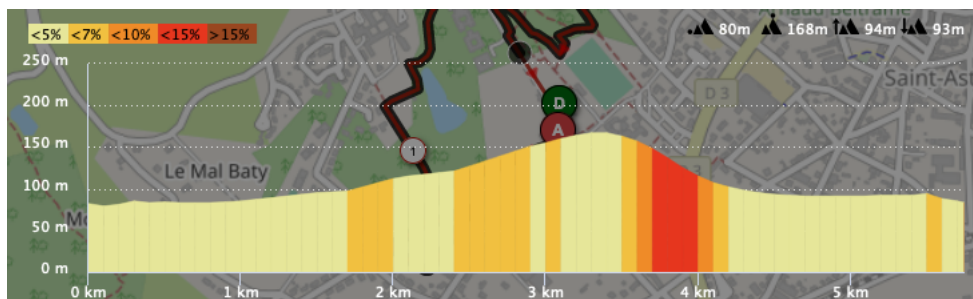 <5% <7% <10% <15% >15%
80m 168m 94m 93m
250 m
200 m
150 m
100 m
50 m
0 m
0 km 1 km 2 km 3 km 4 km 5 km
D 3
Saint-Ast
D
A
1
Le Mal Baty
3